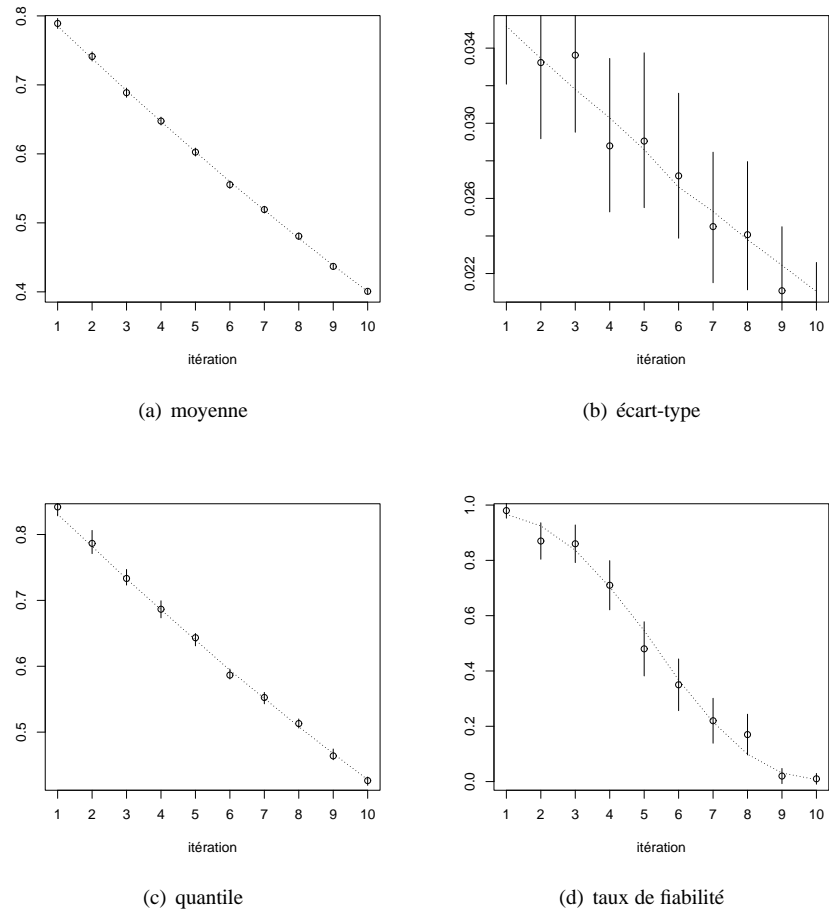 0.8
0.7
0.6
0.5
0.4
1 2 3 4 5 6 7 8 9 10
itération
(a) moyenne
0.034
0.030
0.026
0.022
1 2 3 4 5 6 7 8 9 10
itération
(b) écart-type
0.8
0.7
0.6
0.5
1 2 3 4 5 6 7 8 9 10
itération
(c) quantile
1.0
0.8
0.6
0.4
0.2
0.0
1 2 3 4 5 6 7 8 9 10
itération
(d) taux de fiabilité